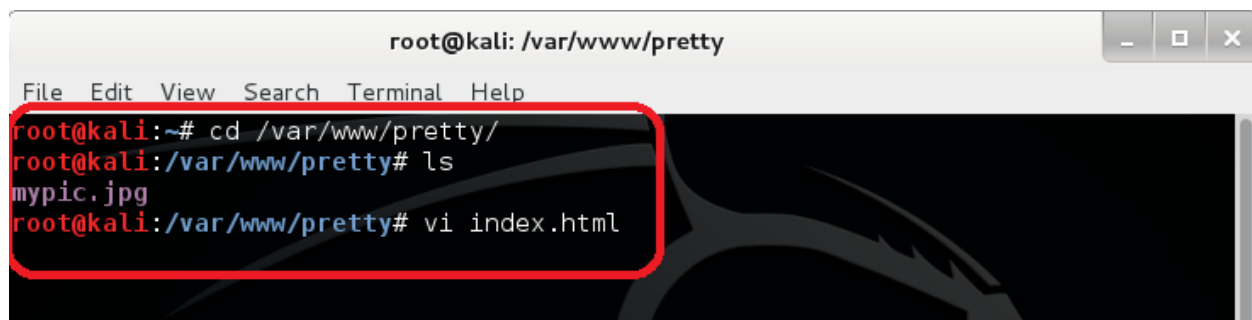 root@kali: /var/www/pretty
File Edit View Search Terminal Help
root@kali:~# cd /var/www/pretty/
root@kali:/var/www/pretty# ls
mypic.jpg
root@kali:/var/www/pretty# vi index.html